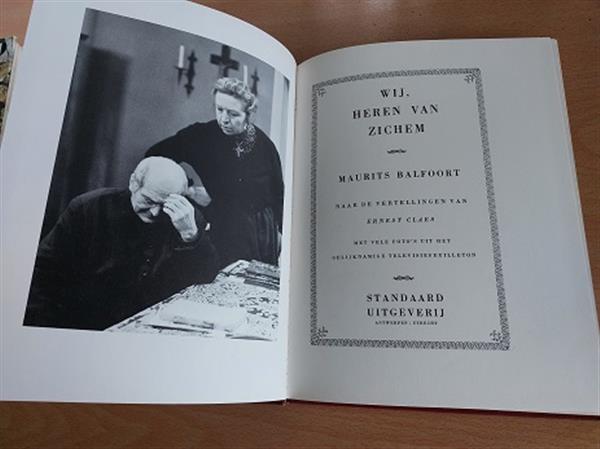 WIJ,
HEREN VAN
ZICHEM
MAURITS BALFOORT
NAAR DE VERTELLINGEN VAN
ERNEST CLAES
MET VELE FOTO'S UIT HET
GELIJKNAMIGE TELEVISIEFEUILLETON
STANDAARD
UITGEVERIJ
ANTWERPEN / UTRECHT